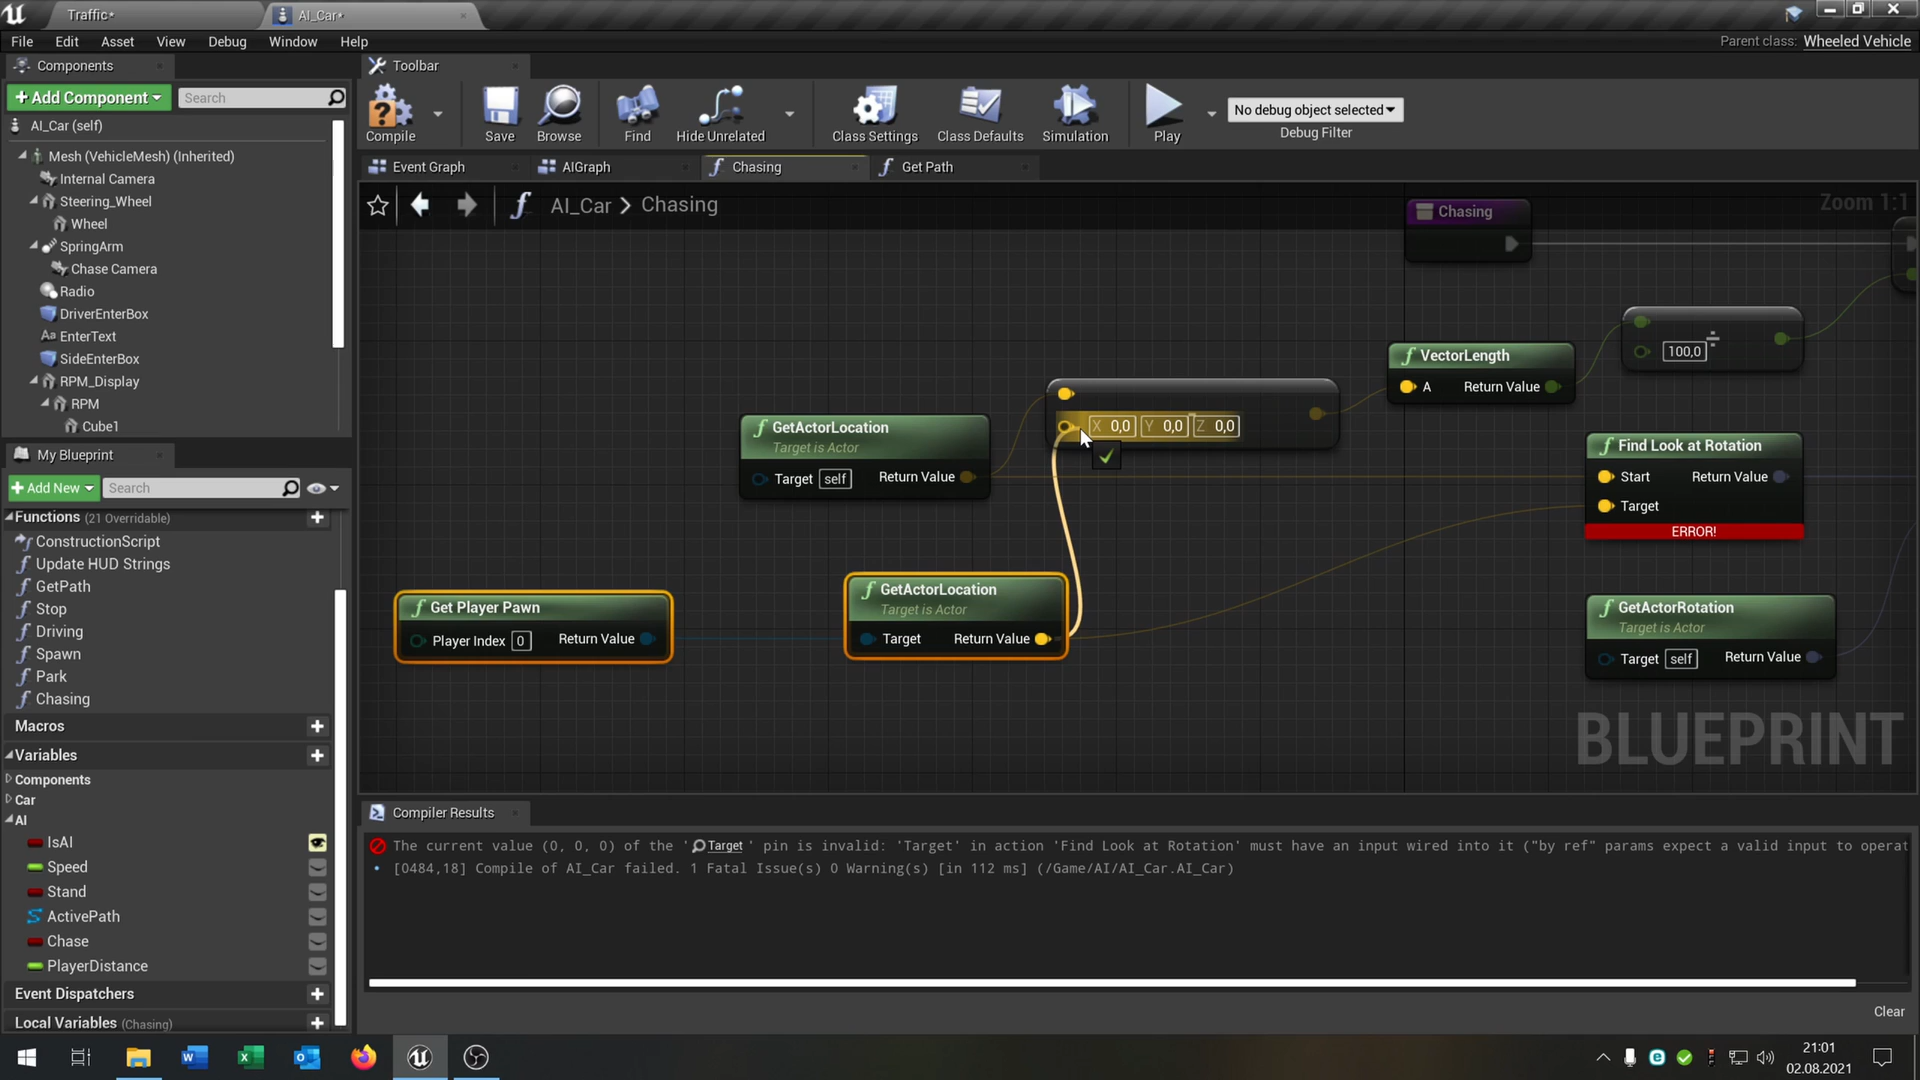 Traffic*
AI_Car*
File Edit Asset View Debug Window Help
Parent class: Wheeled Vehicle
Components
+ Add Component
Search
AI_Car (self)
Mesh (VehicleMesh) (Inherited)
Internal Camera
Steering_Wheel
Wheel
SpringArm
Chase Camera
Radio
DriverEnterBox
Aa EnterText
SideEnterBox
RPM_Display
RPM
Cube1
Toolbar
Compile
Save
Browse
Find
Hide Unrelated
Class Settings
Class Defaults
Simulation
Play
No debug object selected
Debug Filter
Event Graph
AIGraph
f Chasing
f Get Path
f AI_Car > Chasing
Zoom 1:1
Chasing
100,0 ÷
f VectorLength
A Return Value
X 0,0 Y 0,0 Z 0,0
f GetActorLocation
Target is Actor
Target self Return Value
f Find Look at Rotation
Start Return Value
Target
ERROR!
f Get Player Pawn
Player Index 0 Return Value
f GetActorLocation
Target is Actor
Target Return Value
f GetActorRotation
Target is Actor
Target self Return Value
BLUEPRINT
My Blueprint
+ Add New
Search
Functions (21 Overridable)
ConstructionScript
f Update HUD Strings
f GetPath
f Stop
f Driving
f Spawn
f Park
f Chasing
Macros
Variables
Components
Car
AI
IsAI
Speed
Stand
ActivePath
Chase
PlayerDistance
Event Dispatchers
Local Variables (Chasing)
Compiler Results
The current value (0, 0, 0) of the ' Target ' pin is invalid: 'Target' in action 'Find Look at Rotation' must have an input wired into it ("by ref" params expect a valid input to operat
• [0484,18] Compile of AI_Car failed. 1 Fatal Issue(s) 0 Warning(s) [in 112 ms] (/Game/AI/AI_Car.AI_Car)
Clear
21:01
02.08.2021